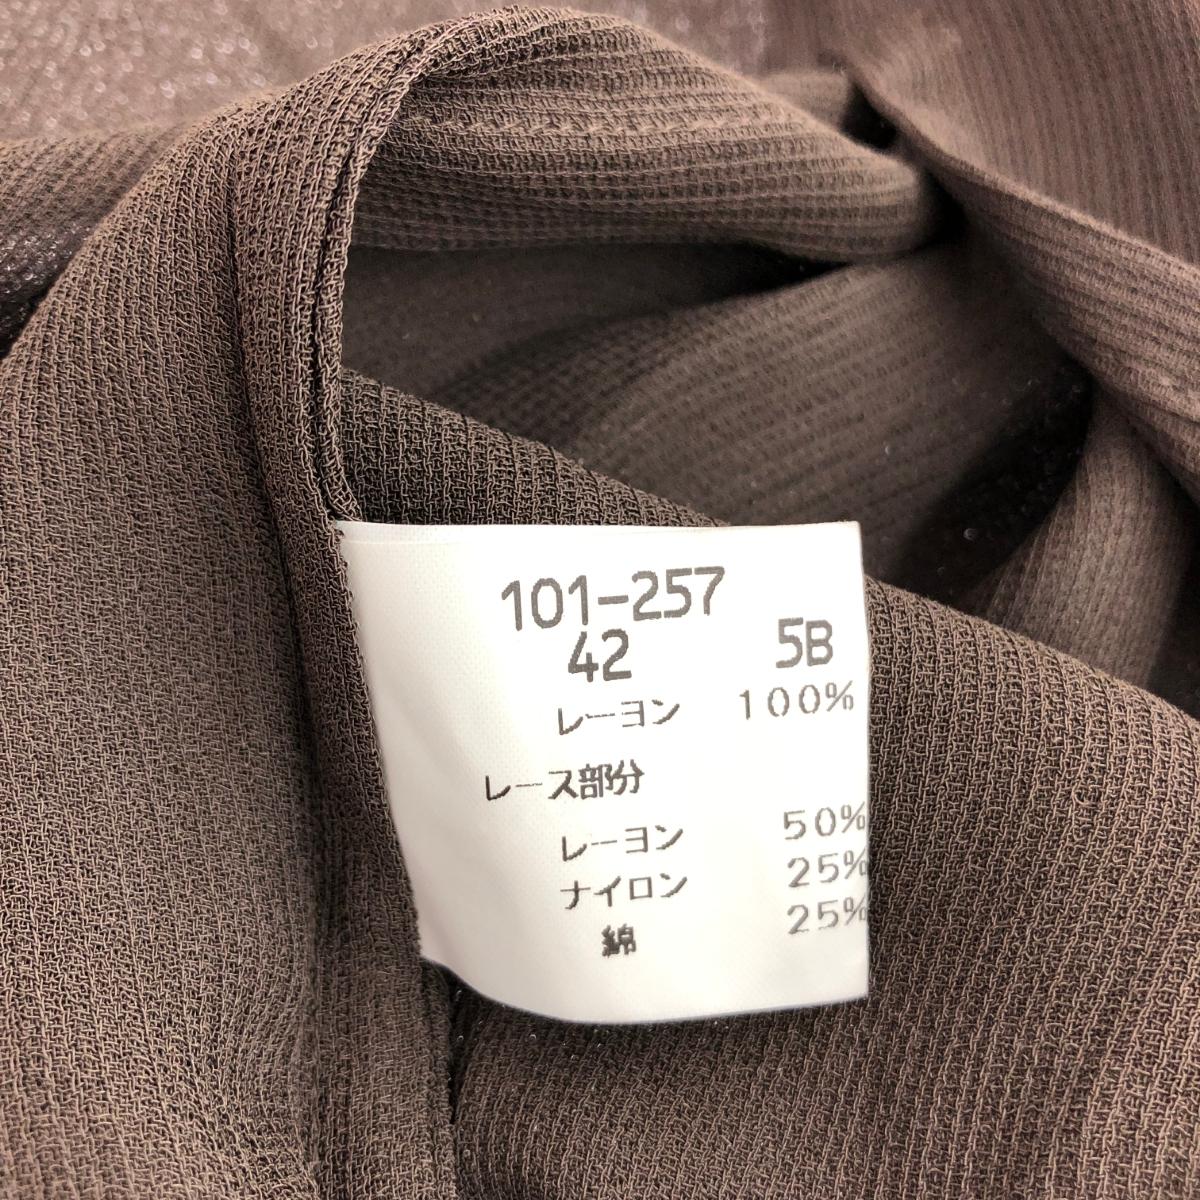 101-257
42 5B
レーヨン 100%
レース部分
レーヨン 50%
ナイロン 25%
綿 25%